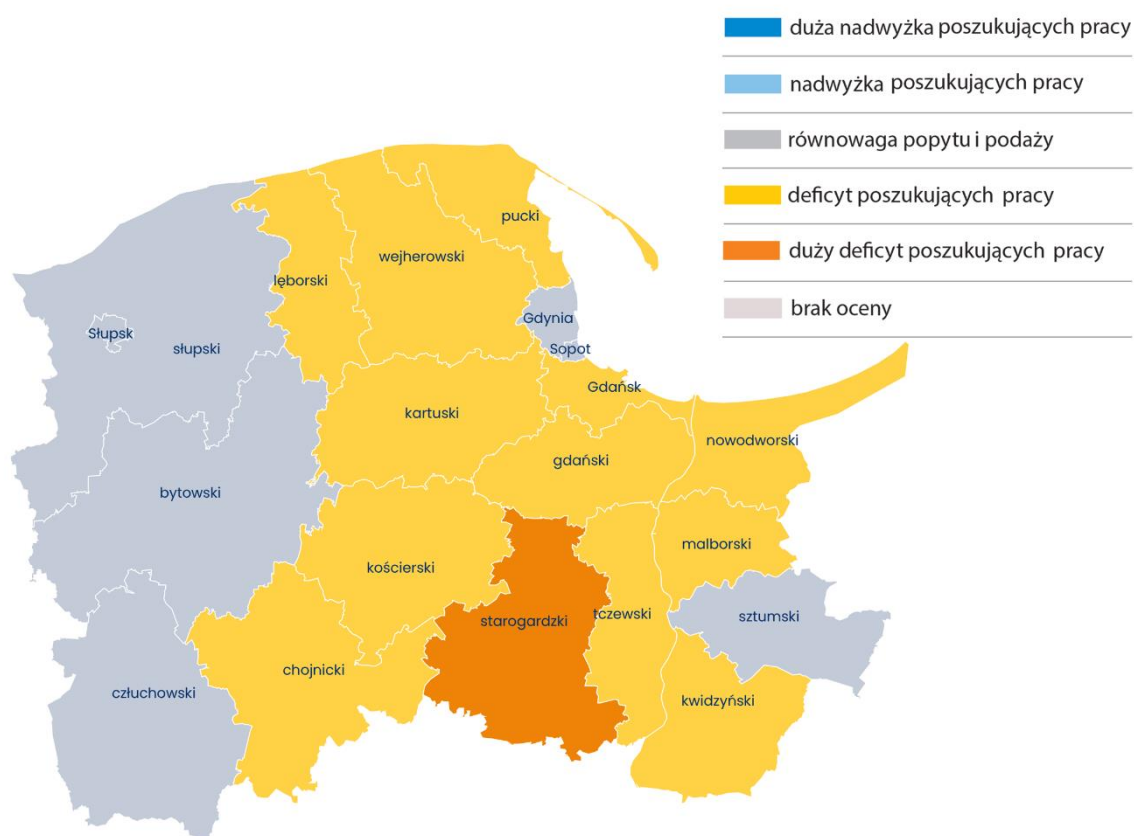 duża nadwyżka poszukujących pracy
nadwyżka poszukujących pracy
równowaga popytu i podaży
deficyt poszukujących pracy
duży deficyt poszukujących pracy
brak oceny
pucki
wejherowski
lęborski
Gdynia
Słupsk
słupski
Sopot
Gdańsk
kartuski
nowodworski
gdański
bytowski
malborski
kościerski
tczewski
sztumski
starogardzki
chojnicki
człuchowski
kwidzyński